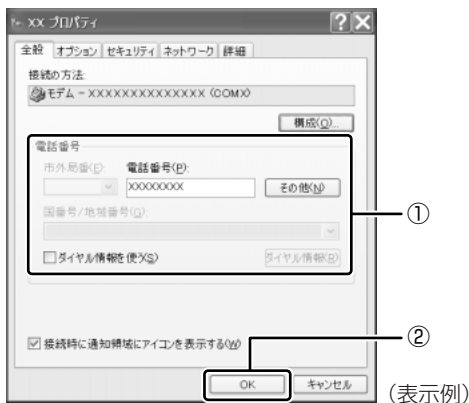 XX プロパティ
全般 オプション セキュリティ ネットワーク 詳細
接続の方法:
モデム - XXXXXXXXXXXXXX (COMX)
構成(O)...
電話番号
市外局番(E): 電話番号(P):
XXXXXXXX その他(N)
①
国番号/地域番号(G):
ダイヤル情報を使う(S) ダイヤル情報(R)
接続時に通知領域にアイコンを表示する(W)
②
OK キャンセル
(表示例)